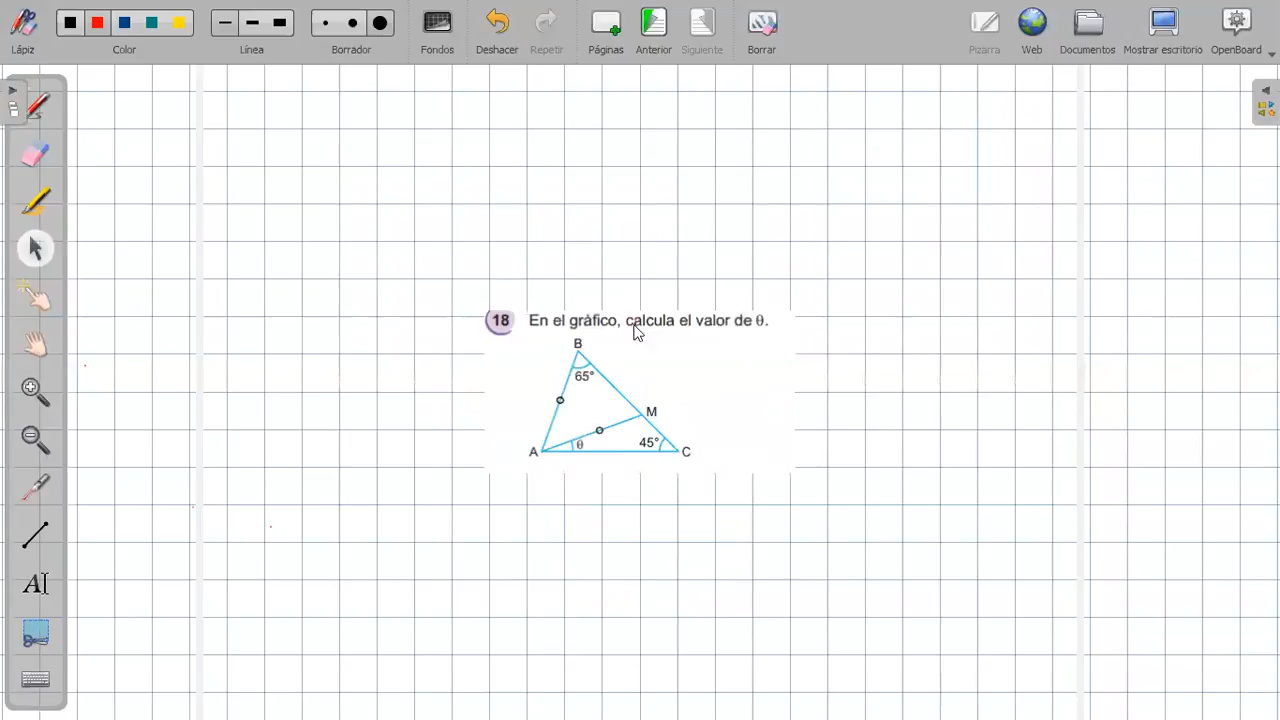 Lápiz
Color
Línea
Borrador
Fondos
Deshacer
Repetir
Páginas
Anterior
Siguiente
Borrar
Pizarra
Web
Documentos
Mostrar escritorio
OpenBoard
18 En el gràfico, calcula el valor de θ.
B
65°
M
A
θ
45°
C
A